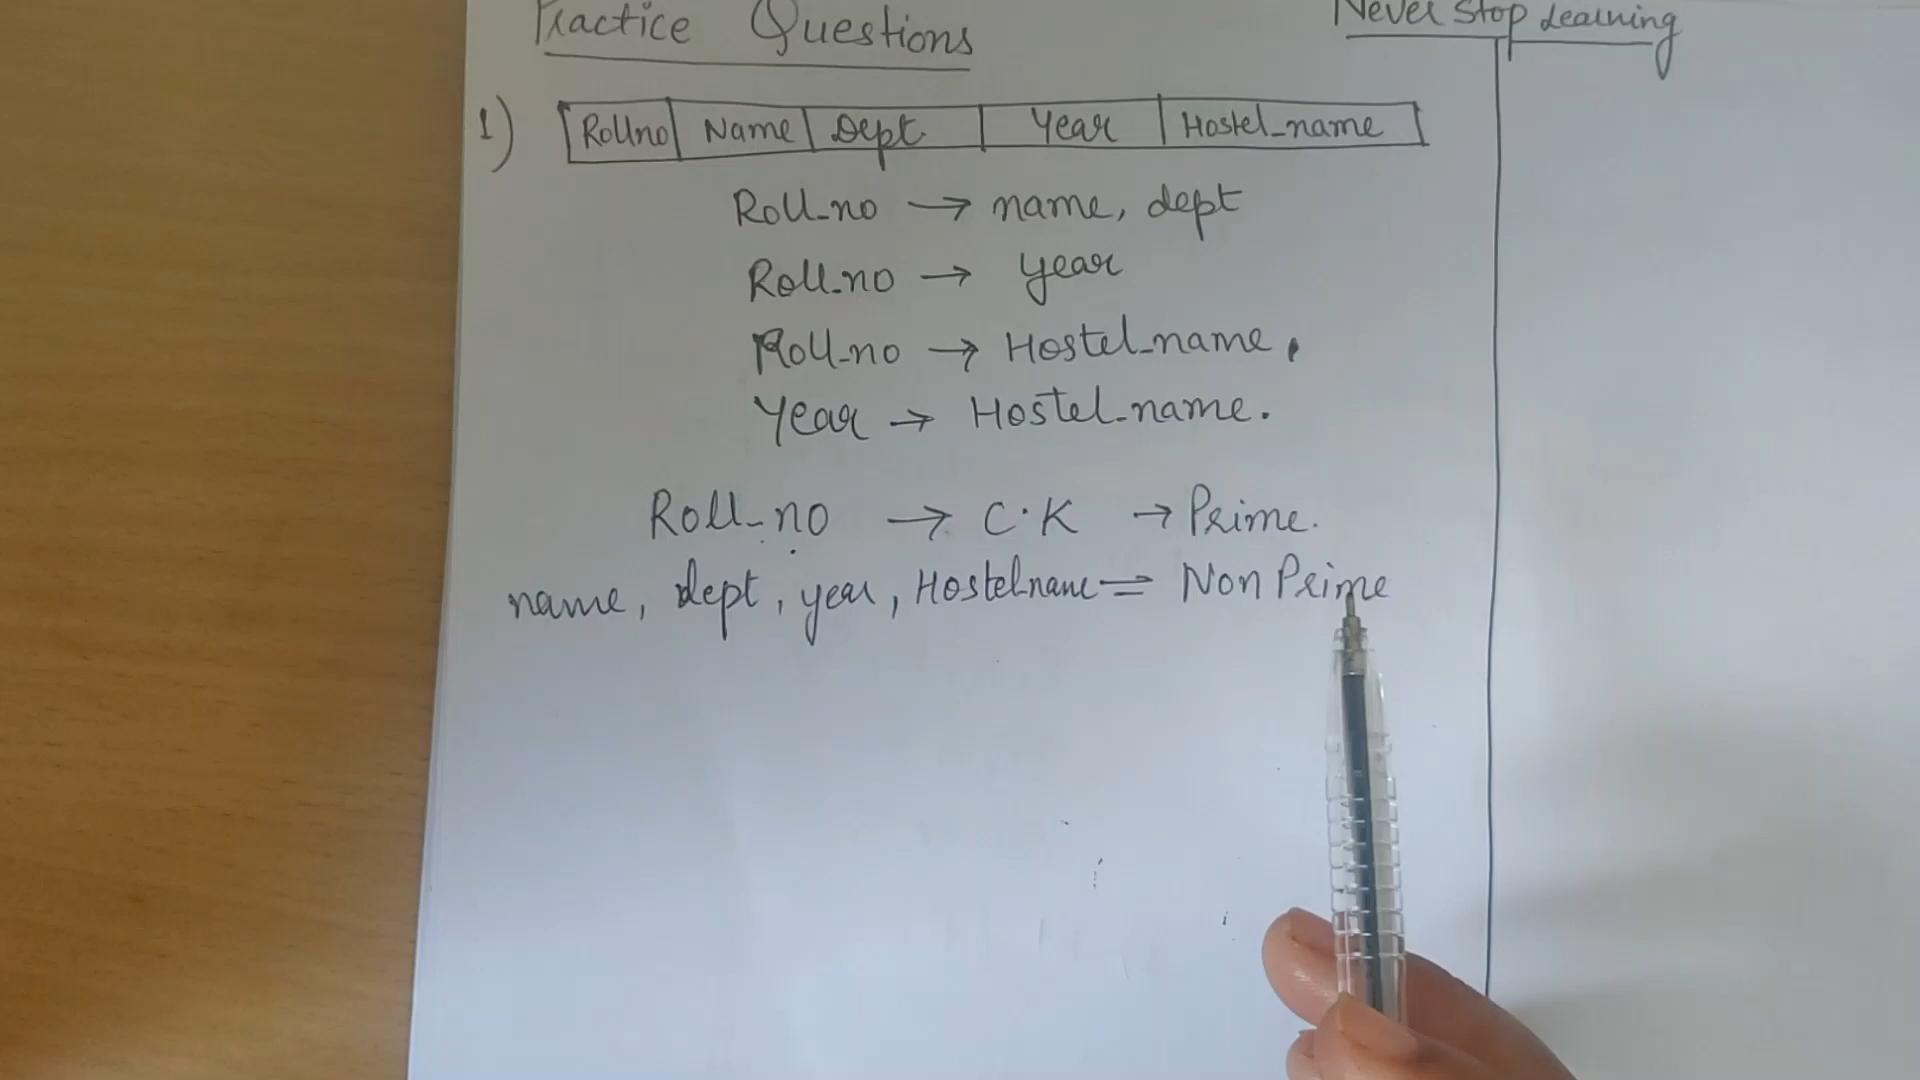 Practice Questions
Never Stop Learning
1)
Rollno Name Dept Year Hostel_name
Roll_no → name, dept
Roll_no → year
Roll_no → Hostel_name.
Year → Hostel_name.
Roll_no → C.K → Prime.
name, dept, year, Hostelname = Non Prime